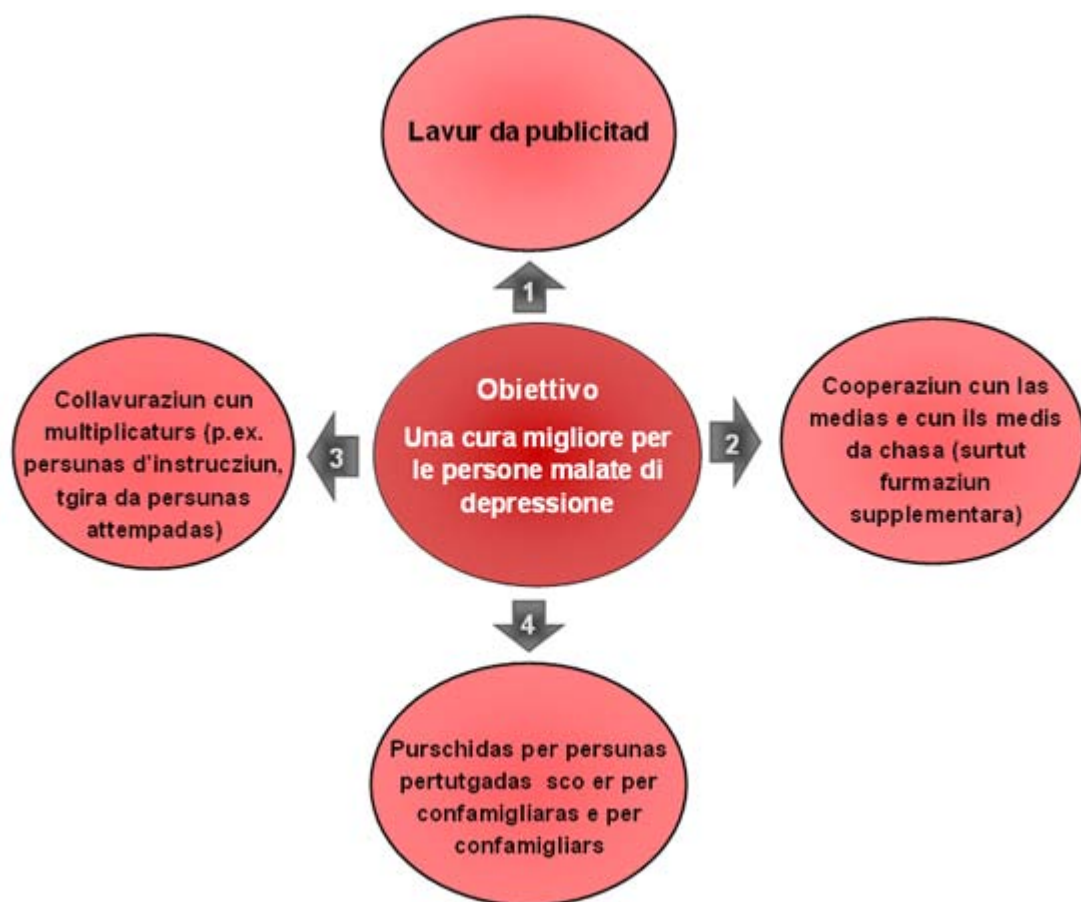 Lavur da publicitad
1
Obiettivo
Una cura migliore per
le persone malate di
depressione
2
Cooperaziun cun las
medias e cun ils medis
da chasa (surtut
furmaziun
supplementara)
3
Collavuraziun cun
multiplicaturs (p.ex.
persunas d'instrucziun,
tgira da persunas
attempadas)
4
Purschidas per persunas
pertutgadas sco er per
confamigliaras e per
confamigliars